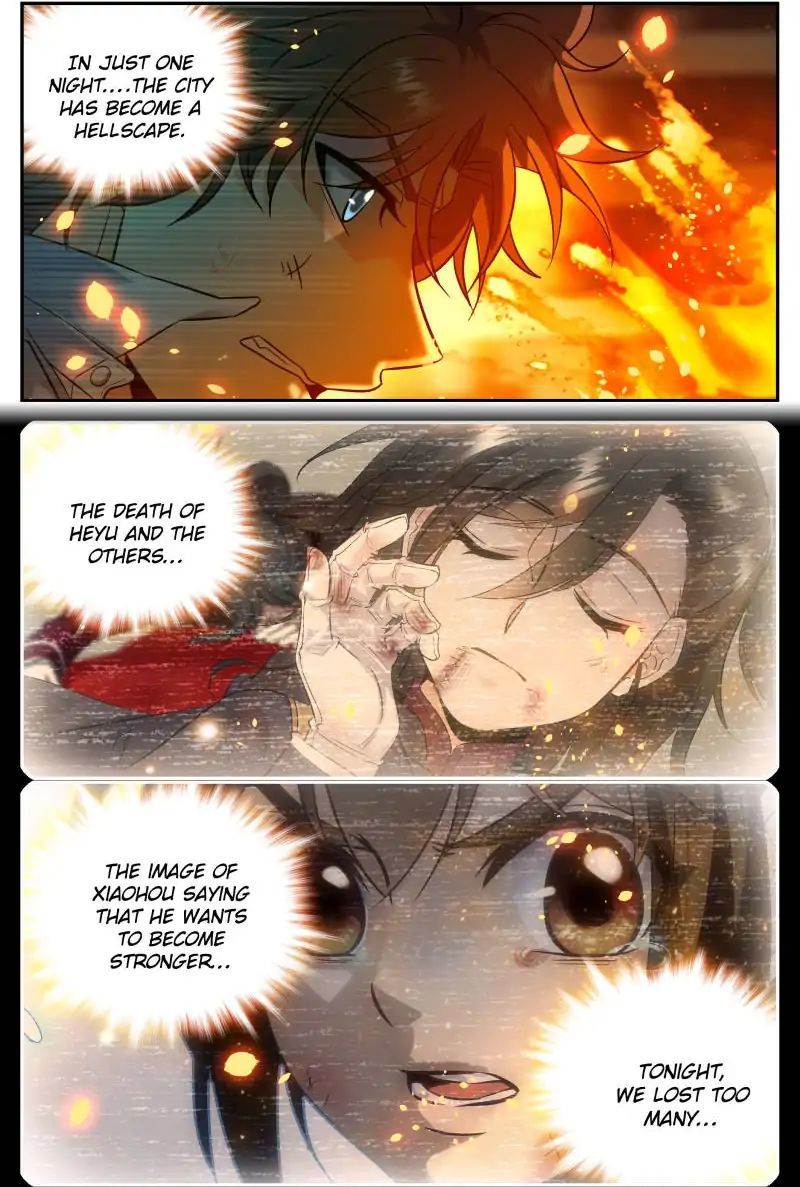 IN JUST ONE
NIGHT....THE CITY
HAS BECOME A
HELLSCAPE.
THE DEATH OF
HEYU AND THE
OTHERS...
THE IMAGE OF
XIAOHOU SAYING
THAT HE WANTS
TO BECOME
STRONGER...
TONIGHT,
WE LOST TOO
MANY...